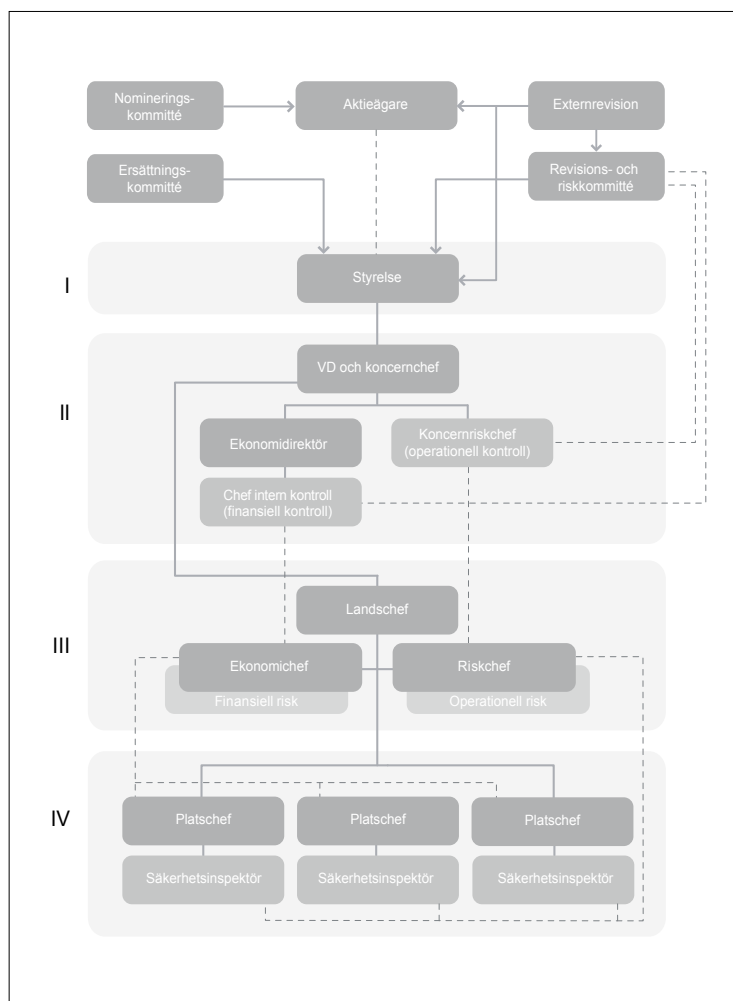 Nominerings-
kommitté
Aktieägare
Externrevision
Ersättnings-
kommitté
Revisions- och
riskkommitté
I
Styrelse
II
VD och koncernchef
Ekonomidirektör
Koncernriskchef
(operationell kontroll)
Chef intern kontroll
(finansiell kontroll)
III
Landschef
Ekonomichef
Riskchef
Finansiell risk
Operationell risk
IV
Platschef
Platschef
Platschef
Säkerhetsinspektör
Säkerhetsinspektör
Säkerhetsinspektör